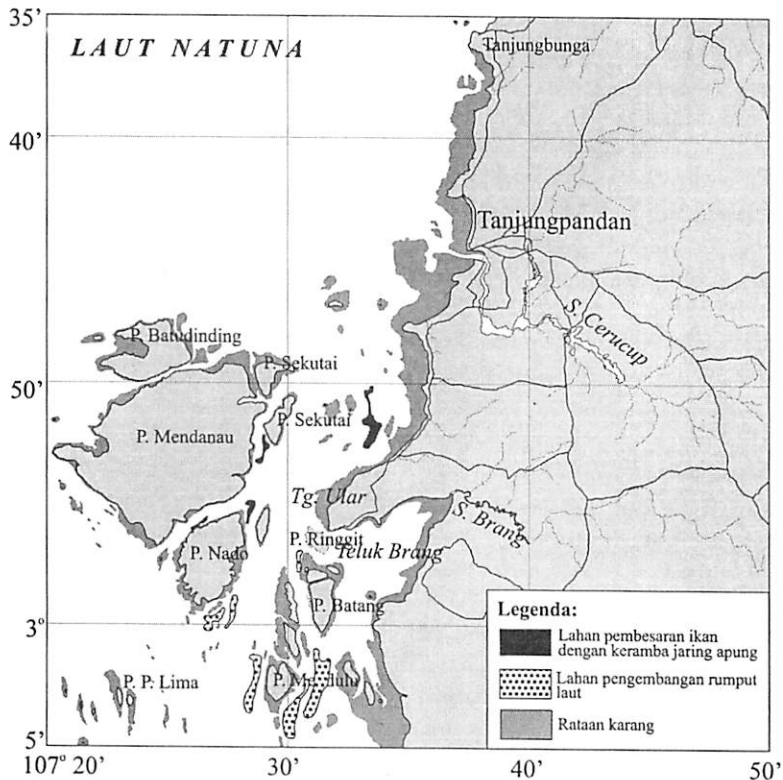 35'
LAUT NATUNA
Tanjungbunga
40'
Tanjungpandan
S. Cerucup
P. Batudinding
P. Sekutai
50'
P. Sekutai
P. Mendanau
Tg. Ular
S. Brang
P. Ringgit
Teluk Brang
P. Nado
P. Batang
3°
P. P. Lima
Legenda:
Lahan pembesaran ikan
dengan keramba jaring apung
Lahan pengembangan rumput
laut
Rataan karang
5'
107° 20'
30'
40'
50'